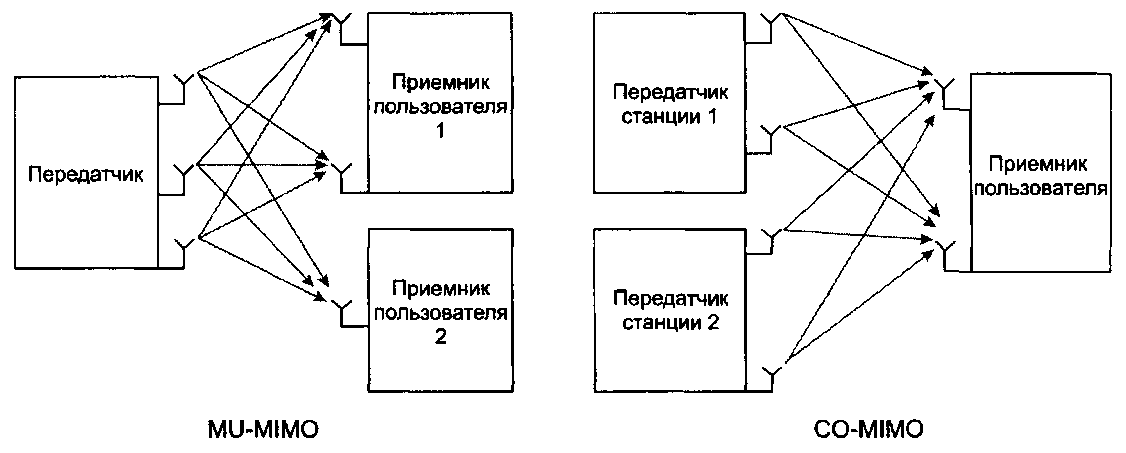 Передатчик
Приемник
пользователя
1
Приемник
пользователя
2
MU-MIMO
Передатчик
станции 1
Передатчик
станции 2
Приемник
пользователя
CO-MIMO